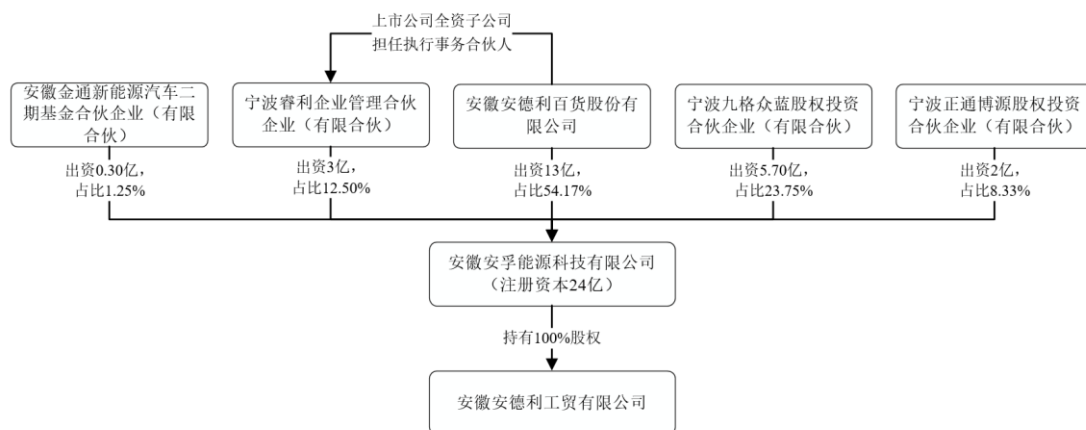 上市公司全资子公司
担任执行事务合伙人
安徽金通新能源汽车二
期基金合伙企业（有限
合伙）
宁波睿利企业管理合伙
企业（有限合伙）
安徽安德利百货股份有
限公司
宁波九格众蓝股权投资
合伙企业（有限合伙）
宁波正通博源股权投资
合伙企业（有限合伙）
出资0.30亿，
占比1.25%
出资3亿，
占比12.50%
出资13亿，
占比54.17%
出资5.70亿，
占比23.75%
出资2亿，
占比8.33%
安徽安孚能源科技有限公司
（注册资本24亿）
持有100%股权
安徽安德利工贸有限公司